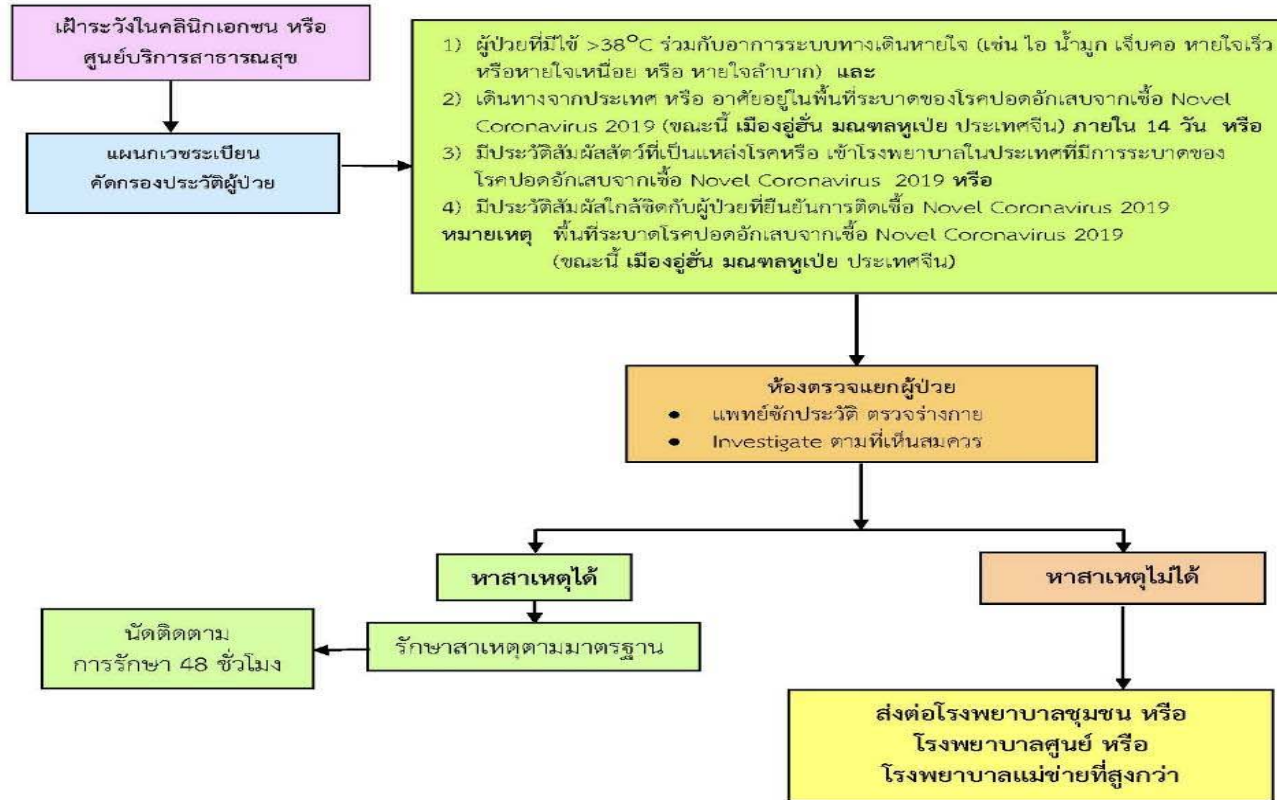 เฝ้าระวังในคลินิกเอกชน หรือ
ศูนย์บริการสาธารณสุข
แผนกเวชระเบียน
คัดกรองประวัติผู้ป่วย
1) ผู้ป่วยที่มีไข้ >38°C ร่วมกับอาการระบบทางเดินหายใจ (เช่น ไอ น้ำมูก เจ็บคอ หายใจเร็ว
หรือหายใจเหนื่อย หรือ หายใจลำบาก) และ
2) เดินทางจากประเทศ หรือ อาศัยอยู่ในพื้นที่ระบาดของโรคปอดอักเสบจากเชื้อ Novel
Coronavirus 2019 (ขณะนี้ เมืองอู่ฮั่น มณฑลหูเป่ย ประเทศจีน) ภายใน 14 วัน หรือ
3) มีประวัติสัมผัสสัตว์ที่เป็นแหล่งโรคหรือ เข้าโรงพยาบาลในประเทศที่มีการระบาดของ
โรคปอดอักเสบจากเชื้อ Novel Coronavirus 2019 หรือ
4) มีประวัติสัมผัสใกล้ชิดกับผู้ป่วยที่ยืนยันการติดเชื้อ Novel Coronavirus 2019
หมายเหตุ พื้นที่ระบาดโรคปอดอักเสบจากเชื้อ Novel Coronavirus 2019
(ขณะนี้ เมืองอู่ฮั่น มณฑลหูเป่ย ประเทศจีน)
ห้องตรวจแยกผู้ป่วย
• แพทย์ซักประวัติ ตรวจร่างกาย
• Investigate ตามที่เห็นสมควร
หาสาเหตุได้
หาสาเหตุไม่ได้
นัดติดตาม
การรักษา 48 ชั่วโมง
รักษาสาเหตุตามมาตรฐาน
ส่งต่อโรงพยาบาลชุมชน หรือ
โรงพยาบาลศูนย์ หรือ
โรงพยาบาลแม่ข่ายที่สูงกว่า